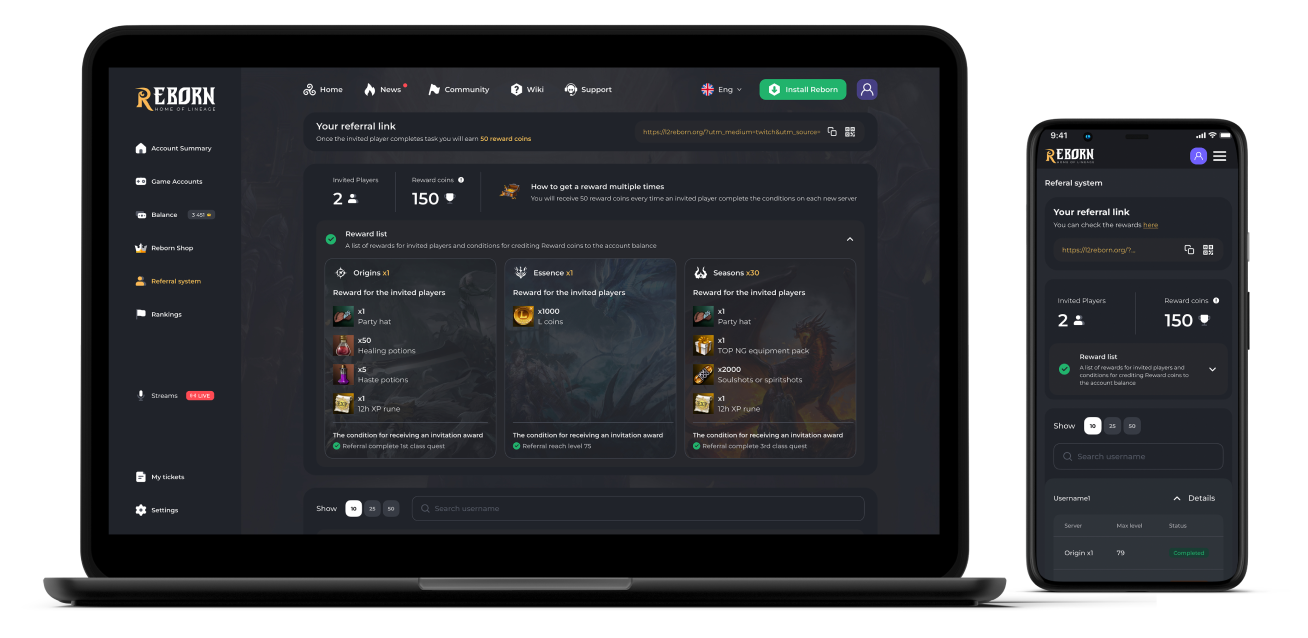 REBORN
HOME OF LINEAGE
Account Summary
Game Accounts
Balance 3 451
Reborn Shop
Referral system
Rankings
Streams LIVE
My tickets
Settings
Home News Community Wiki Support Eng Install Reborn
Your referral link
Once the invited player completes task you will earn 50 reward coins
https://l2reborn.org/?utm_medium=twitch&utm_source=
Invited Players
2
Reward coins
150
How to get a reward multiple times
You will receive 50 reward coins every time an invited player complete the conditions on each new server
Reward list
A list of rewards for invited players and conditions for crediting Reward coins to the account balance
Origins x1
Reward for the invited players
x1
Party hat
x50
Healing potions
x5
Haste potions
x1
12h XP rune
The condition for receiving an invitation award
Referral complete 1st class quest
Essence x1
Reward for the invited players
x1000
L coins
The condition for receiving an invitation award
Referral reach level 75
Seasons x30
Reward for the invited players
x1
Party hat
x1
TOP NG equipment pack
x2000
Soulshots or spiritshots
x1
12h XP rune
The condition for receiving an invitation award
Referral complete 3rd class quest
Show 10 25 50 Search username
9:41
REBORN
HOME OF LINEAGE
Referal system
Your referral link
You can check the rewards here
https://l2reborn.org/?...
Invited Players
2
Reward coins
150
Reward list
A list of rewards for invited players and
conditions for crediting Reward coins to
the account balance
Show 10 25 50
Search username
Username1 Details
Server Max level Status
Origin x1 79 Completed